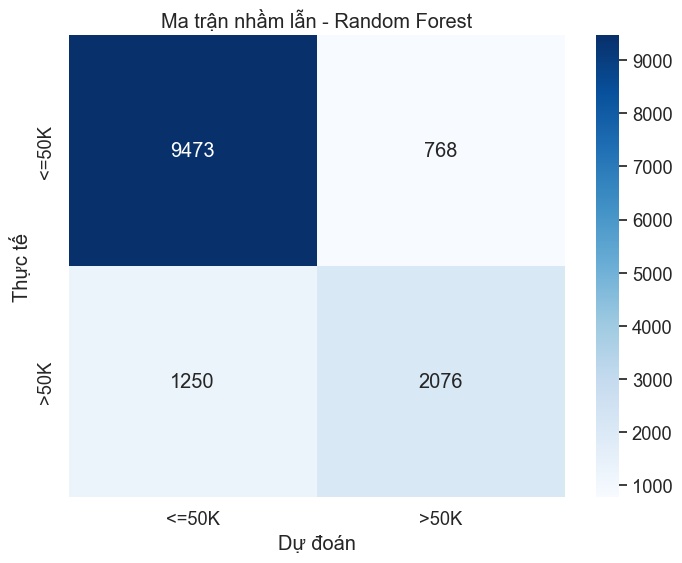 Ma trận nhầm lẫn - Random Forest
Thực tế
<=50K
9473
768
>50K
1250
2076
<=50K
>50K
Dự đoán
9000
8000
7000
6000
5000
4000
3000
2000
1000